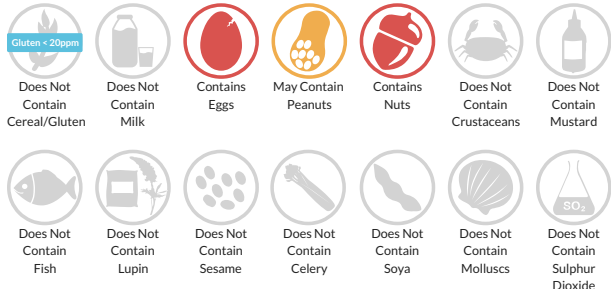 Gluten < 20ppm
Does Not
Contain
Cereal/Gluten
Does Not
Contain
Milk
Contains
Eggs
May Contain
Peanuts
Contains
Nuts
Does Not
Contain
Crustaceans
Does Not
Contain
Mustard
SO₂
Does Not
Contain
Fish
Does Not
Contain
Lupin
Does Not
Contain
Sesame
Does Not
Contain
Celery
Does Not
Contain
Soya
Does Not
Contain
Molluscs
Does Not
Contain
Sulphur
Dioxide